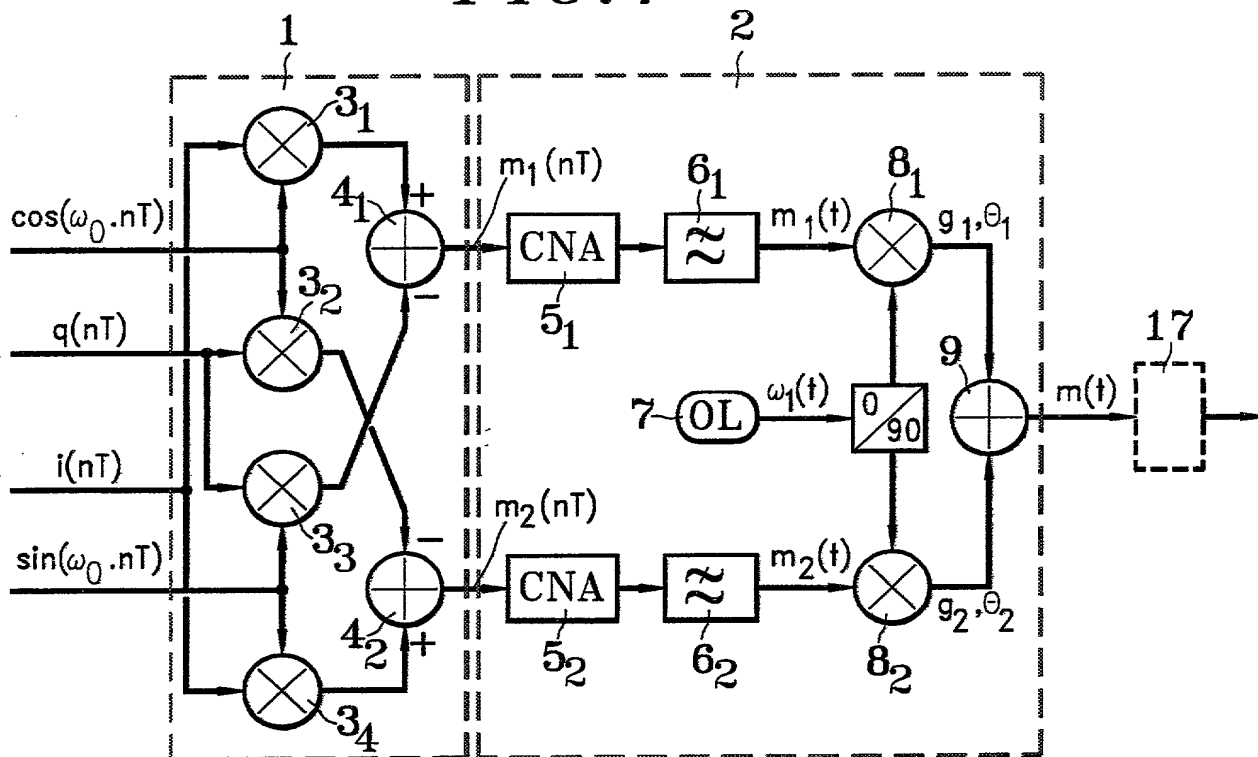 1
2
3₁
cos(ω₀.nT)
4₁
+
−
m₁(nT)
CNA
5₁
6₁
m₁(t)
8₁
g₁,θ₁
q(nT)
3₂
7
OL
ω₁(t)
0
90
9
m(t)
17
i(nT)
3₃
sin(ω₀.nT)
4₂
−
+
m₂(nT)
CNA
5₂
6₂
m₂(t)
8₂
g₂,θ₂
3₄